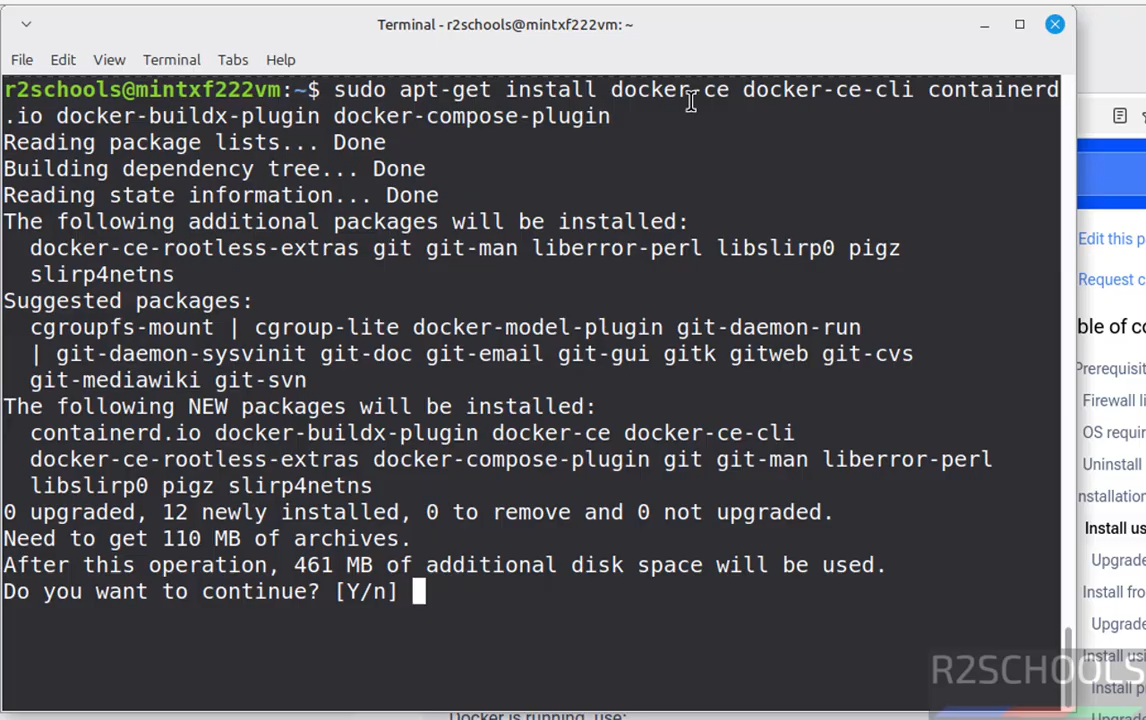 Terminal - r2schools@mintxf222vm: ~
File Edit View Terminal Tabs Help
r2schools@mintxf222vm:~$ sudo apt-get install docker-ce docker-ce-cli containerd
.io docker-buildx-plugin docker-compose-plugin
Reading package lists... Done
Building dependency tree... Done
Reading state information... Done
The following additional packages will be installed:
docker-ce-rootless-extras git git-man liberror-perl libslirp0 pigz
slirp4netns
Suggested packages:
cgroupfs-mount | cgroup-lite docker-model-plugin git-daemon-run
| git-daemon-sysvinit git-doc git-email git-gui gitk gitweb git-cvs
git-mediawiki git-svn
The following NEW packages will be installed:
containerd.io docker-buildx-plugin docker-ce docker-ce-cli
docker-ce-rootless-extras docker-compose-plugin git git-man liberror-perl
libslirp0 pigz slirp4netns
0 upgraded, 12 newly installed, 0 to remove and 0 not upgraded.
Need to get 110 MB of archives.
After this operation, 461 MB of additional disk space will be used.
Do you want to continue? [Y/n]
Edit this p
Request c
ble of co
Prerequisit
Firewall li
OS requir
Uninstall
nstallation
Install us
Upgrade
Install fro
Upgrade
Install usi
Install p
Upgrade
R2SCHOOLS
Docker is running, use: